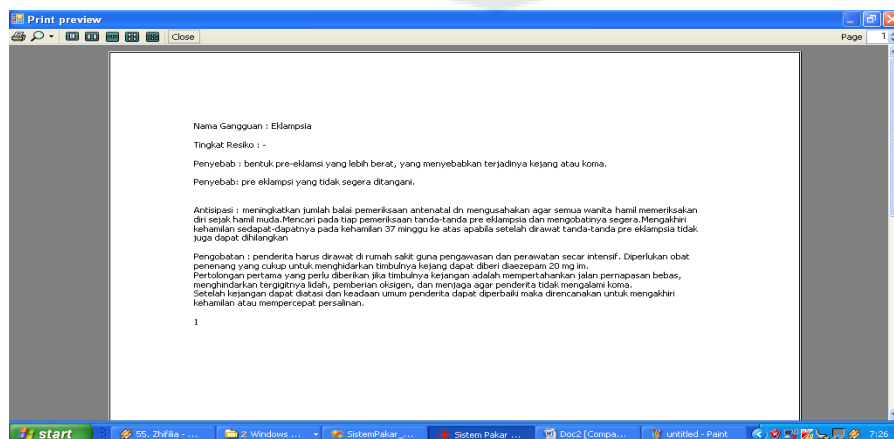 Print preview
Close
Page 1
Nama Gangguan : Eklampsia
Tingkat Resiko : -
Penyebab : bentuk pre-eklamsi yang lebih berat, yang menyebabkan terjadinya kejang atau koma.
Penyebab: pre eklampsi yang tidak segera ditangani.
Antisipasi : meningkatkan jumlah balai pemeriksaan antenatal dn mengusahakan agar semua wanita hamil memeriksakan
diri sejak hamil muda.Mencari pada tiap pemeriksaan tanda-tanda pre eklampsia dan mengobatinya segera.Mengakhiri
kehamilan sedapat-dapatnya pada kehamilan 37 minggu ke atas apabila setelah dirawat tanda-tanda pre eklampsia tidak
juga dapat dihilangkan
Pengobatan : penderita harus dirawat di rumah sakit guna pengawasan dan perawatan secar intensif. Diperlukan obat
penenang yang cukup untuk menghidarkan timbulnya kejang dapat diberi diaezepam 20 mg im.
Pertolongan pertama yang perlu diberikan jika timbulnya kejangan adalah mempertahankan jalan pernapasan bebas,
menghindarkan tergigitnya lidah, pemberian oksigen, dan menjaga agar penderita tidak mengalami koma.
Setelah kejangan dapat diatasi dan keadaan umum penderita dapat diperbaiki maka direncanakan untuk mengakhiri
kehamilan atau mempercepat persalinan.
1
start 55. Zhifilia - ... 2 Windows ... SistemPakar_... Sistem Pakar ... Doc2 [Compa... untitled - Paint 7:26